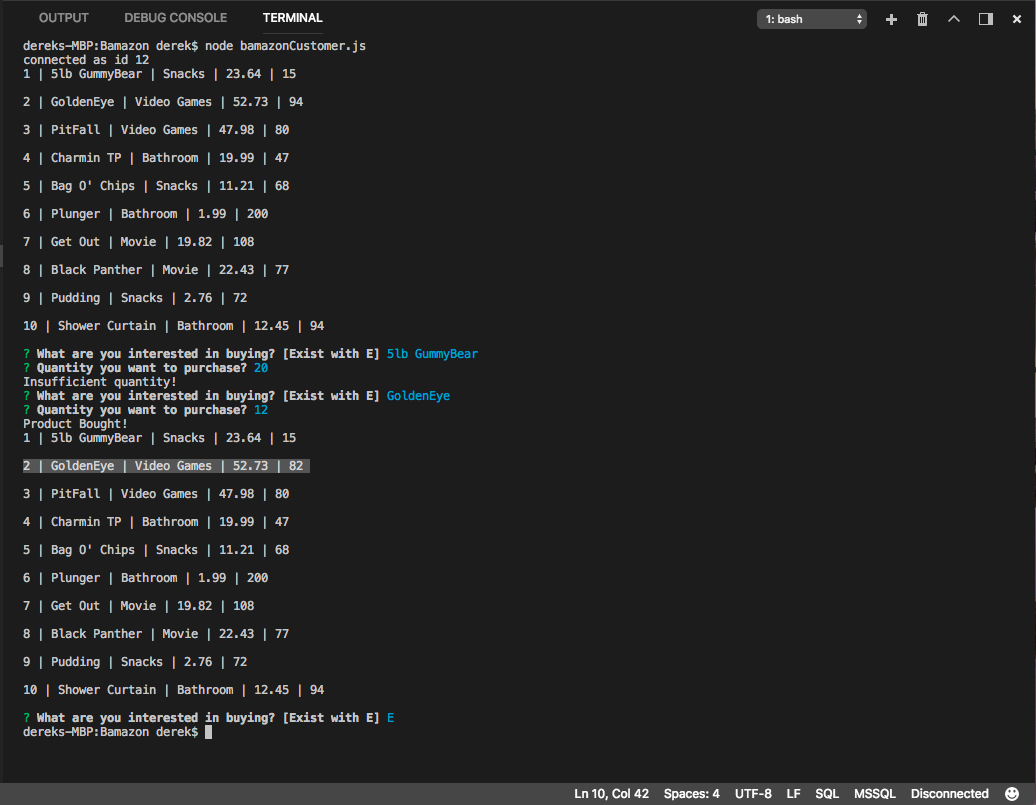 OUTPUT DEBUG CONSOLE TERMINAL 1: bash
dereks-MBP:Bamazon derek$ node bamazonCustomer.js
connected as id 12
1 | 5lb GummyBear | Snacks | 23.64 | 15
2 | GoldenEye | Video Games | 52.73 | 94
3 | PitFall | Video Games | 47.98 | 80
4 | Charmin TP | Bathroom | 19.99 | 47
5 | Bag O' Chips | Snacks | 11.21 | 68
6 | Plunger | Bathroom | 1.99 | 200
7 | Get Out | Movie | 19.82 | 108
8 | Black Panther | Movie | 22.43 | 77
9 | Pudding | Snacks | 2.76 | 72
10 | Shower Curtain | Bathroom | 12.45 | 94
? What are you interested in buying? [Exist with E] 5lb GummyBear
? Quantity you want to purchase? 20
Insufficient quantity!
? What are you interested in buying? [Exist with E] GoldenEye
? Quantity you want to purchase? 12
Product Bought!
1 | 5lb GummyBear | Snacks | 23.64 | 15
2 | GoldenEye | Video Games | 52.73 | 82
3 | PitFall | Video Games | 47.98 | 80
4 | Charmin TP | Bathroom | 19.99 | 47
5 | Bag O' Chips | Snacks | 11.21 | 68
6 | Plunger | Bathroom | 1.99 | 200
7 | Get Out | Movie | 19.82 | 108
8 | Black Panther | Movie | 22.43 | 77
9 | Pudding | Snacks | 2.76 | 72
10 | Shower Curtain | Bathroom | 12.45 | 94
? What are you interested in buying? [Exist with E] E
dereks-MBP:Bamazon derek$
Ln 10, Col 42 Spaces: 4 UTF-8 LF SQL MSSQL Disconnected